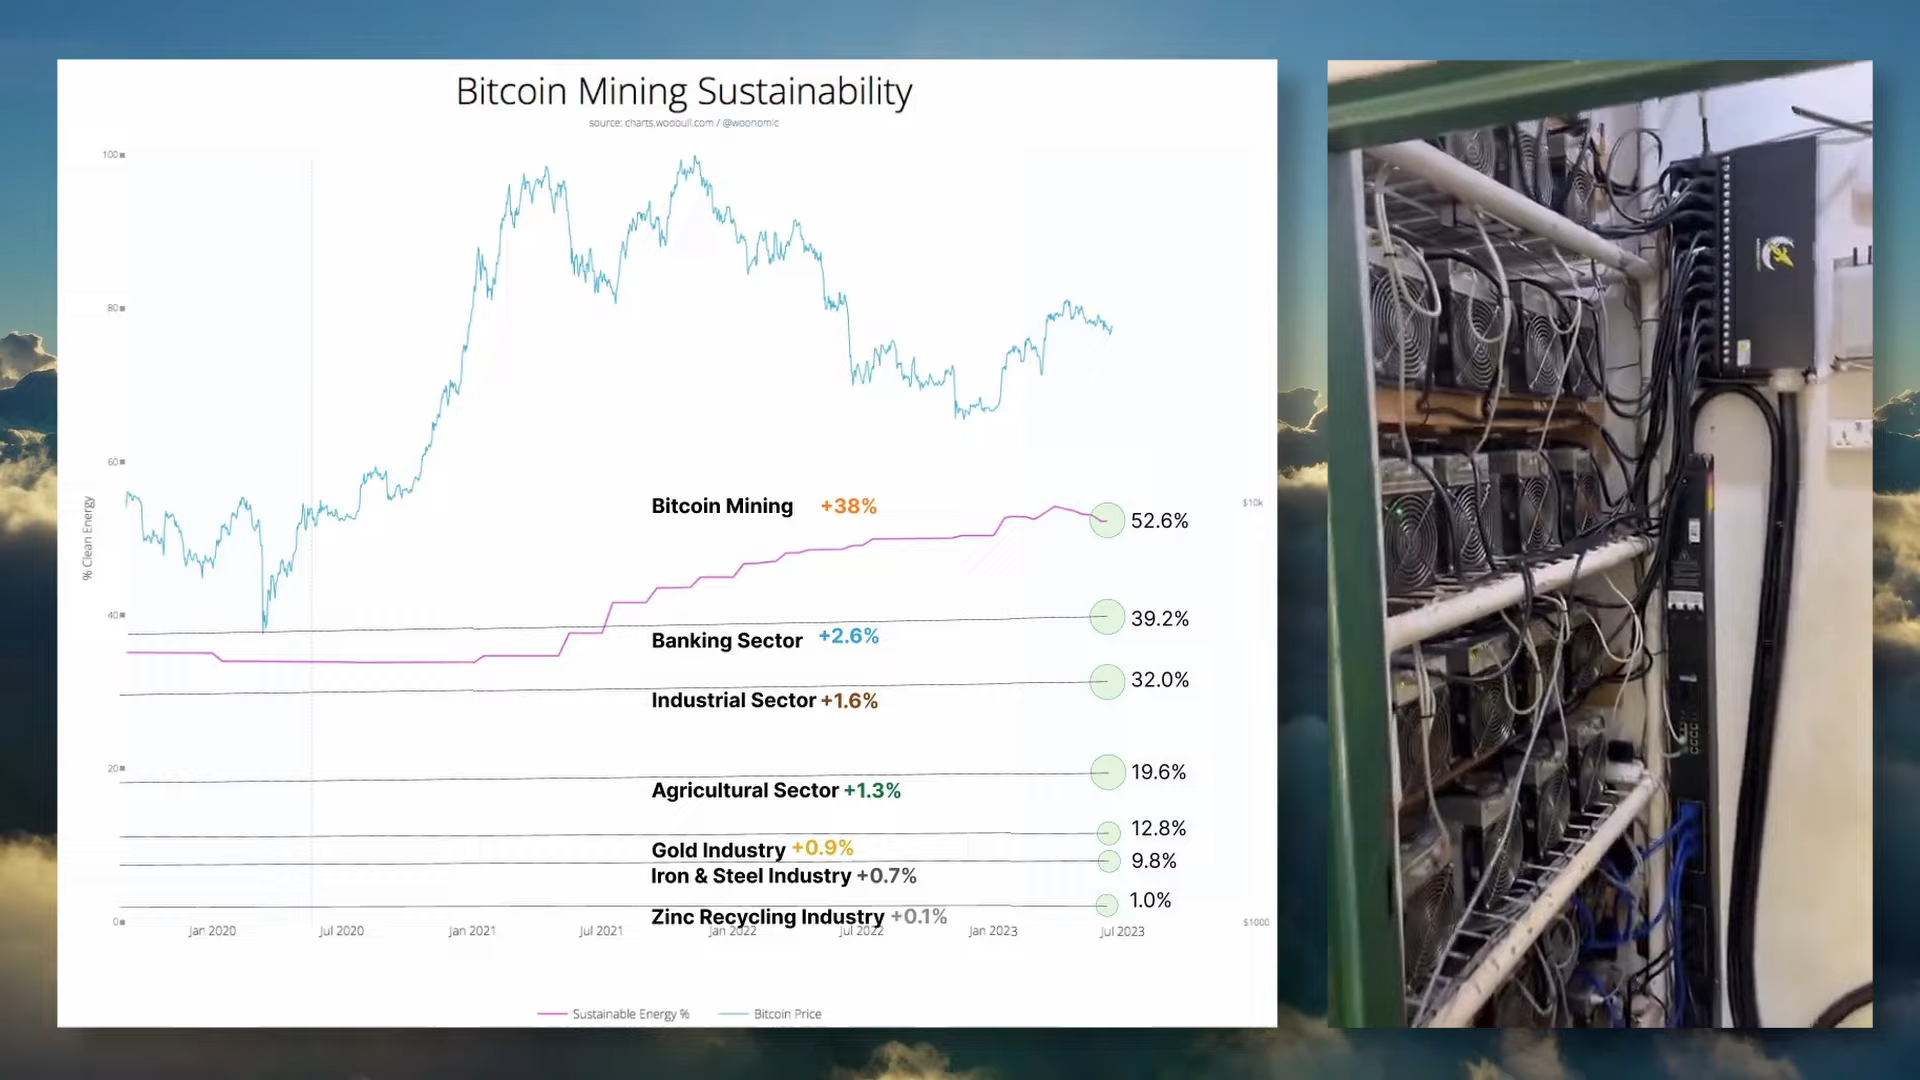 Bitcoin Mining Sustainability
source: charts.woobull.com / @woonomic
100
80
60
40
20
0
% Clean Energy
$10k
$1000
Bitcoin Mining +38% 52.6%
Banking Sector +2.6% 39.2%
Industrial Sector +1.6% 32.0%
Agricultural Sector +1.3% 19.6%
Gold Industry +0.9% 12.8%
Iron & Steel Industry +0.7% 9.8%
Zinc Recycling Industry +0.1% 1.0%
Jan 2020 Jul 2020 Jan 2021 Jul 2021 Jan 2022 Jul 2022 Jan 2023 Jul 2023
Sustainable Energy % Bitcoin Price